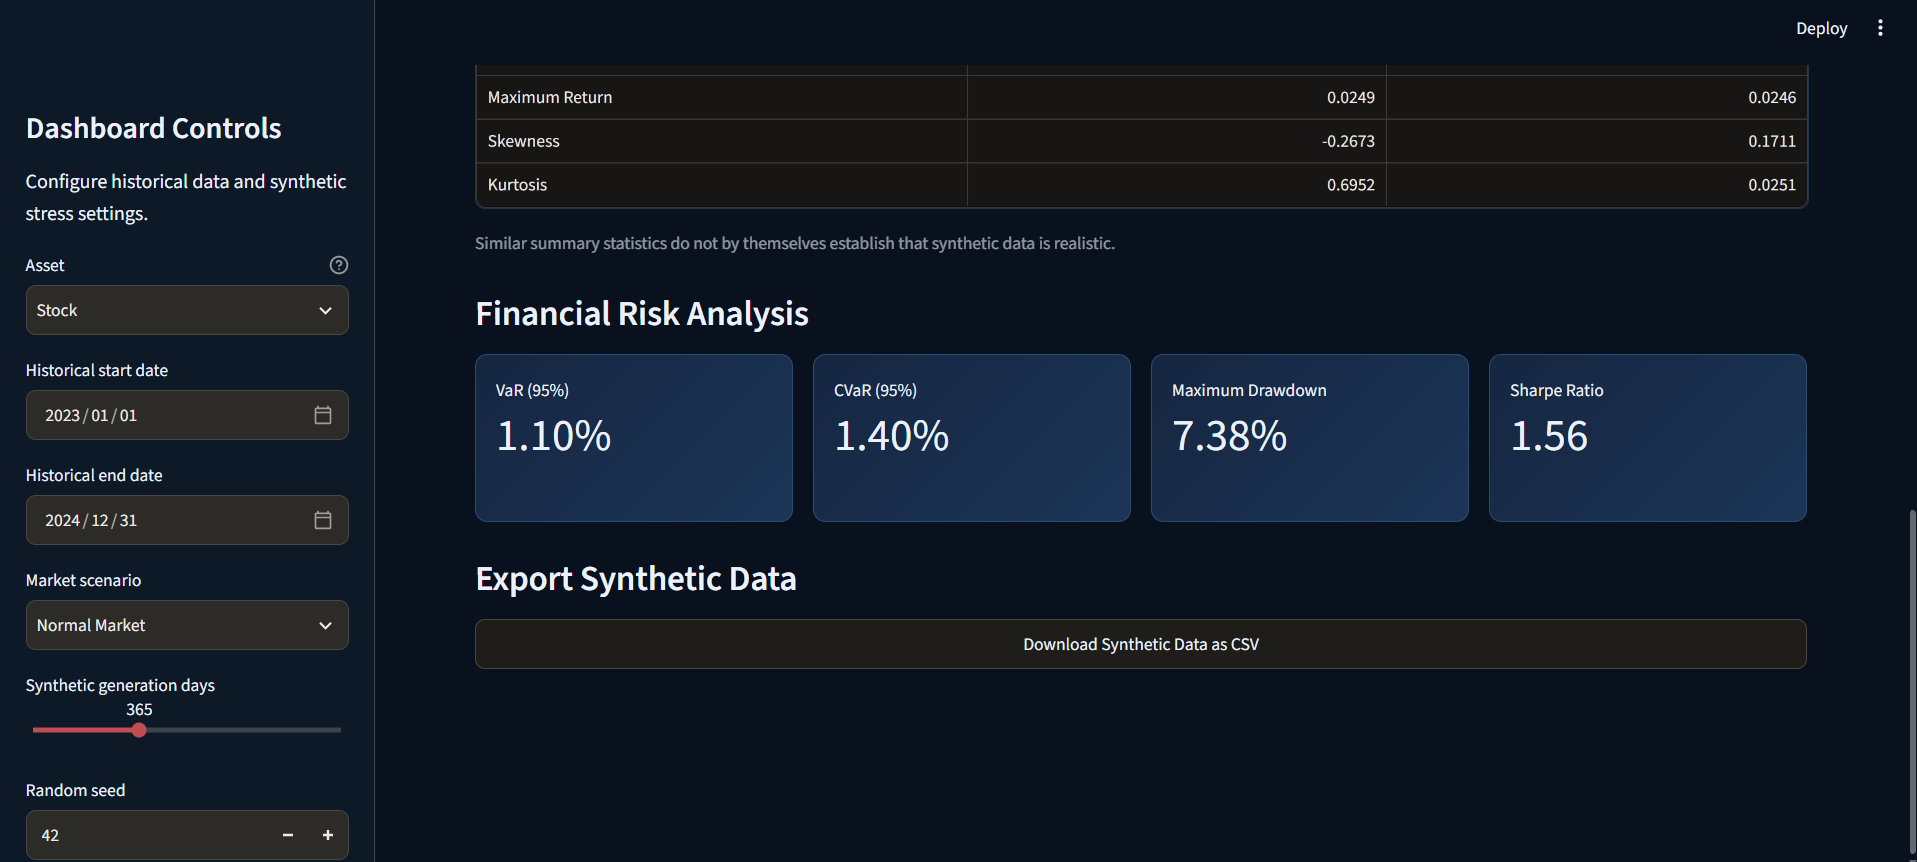 Deploy
Dashboard Controls
Configure historical data and synthetic
stress settings.
Asset
Stock
Historical start date
2023/01/01
Historical end date
2024/12/31
Market scenario
Normal Market
Synthetic generation days
365
Random seed
42
Maximum Return 0.0249 0.0246
Skewness -0.2673 0.1711
Kurtosis 0.6952 0.0251
Similar summary statistics do not by themselves establish that synthetic data is realistic.
Financial Risk Analysis
VaR (95%)
1.10%
CVaR (95%)
1.40%
Maximum Drawdown
7.38%
Sharpe Ratio
1.56
Export Synthetic Data
Download Synthetic Data as CSV